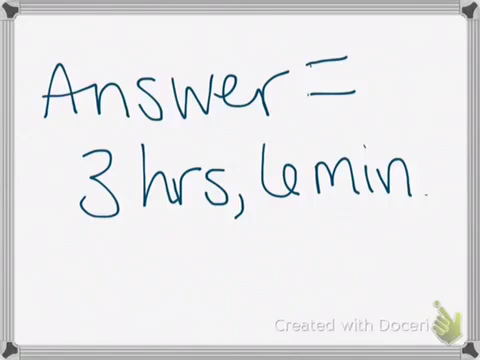 Answer =
3 hrs, 6 min.
Created with Doceri